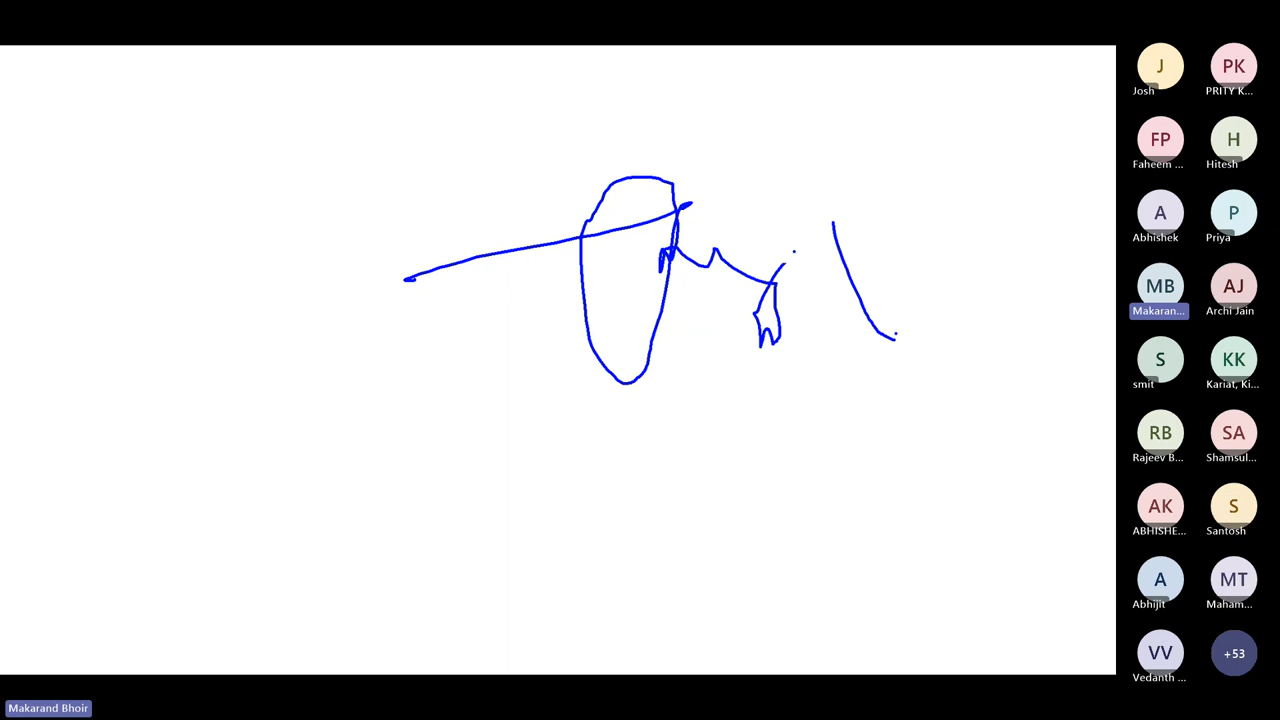 J
PK
Josh
PRITY K...
FP
H
Faheem ...
Hitesh
A
P
Abhishek
Priya
MB
AJ
Makaran...
Archi Jain
S
KK
smit
Kariat, Ki...
RB
SA
Rajeev B...
Shamsul...
AK
S
ABHISHE...
Santosh
A
MT
Abhijit
Maham...
VV
+53
Vedanth ...
Makarand Bhoir